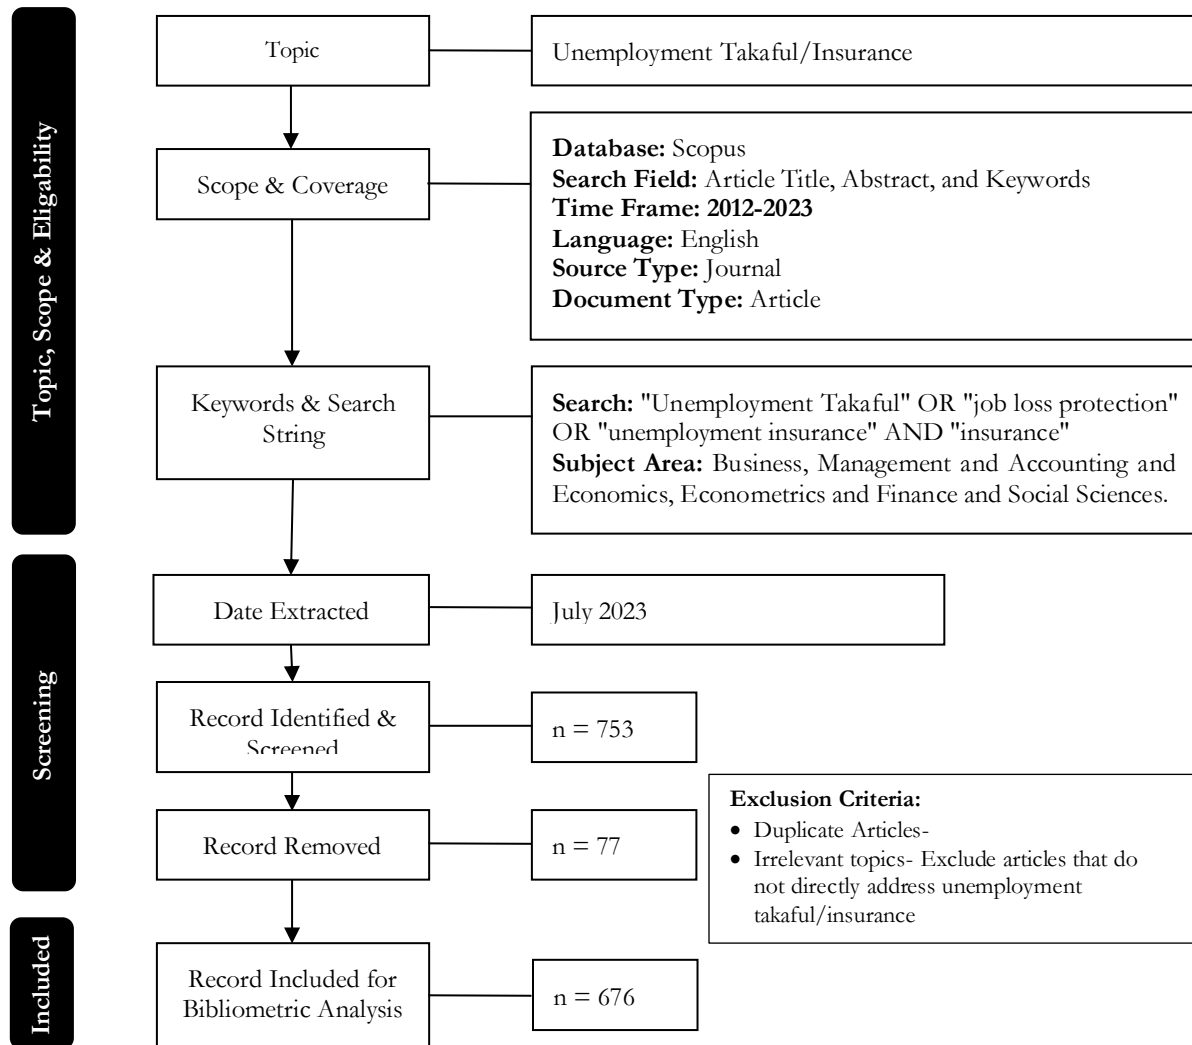 Topic, Scope & Eligability
Topic
Unemployment Takaful/Insurance
Scope & Coverage
Database: Scopus
Search Field: Article Title, Abstract, and Keywords
Time Frame: 2012-2023
Language: English
Source Type: Journal
Document Type: Article
Keywords & Search
String
Search: "Unemployment Takaful" OR "job loss protection"
OR "unemployment insurance" AND "insurance"
Subject Area: Business, Management and Accounting and
Economics, Econometrics and Finance and Social Sciences.
Screening
Date Extracted
July 2023
Record Identified &
Screened
n = 753
Record Removed
n = 77
Exclusion Criteria:
• Duplicate Articles-
• Irrelevant topics- Exclude articles that do
not directly address unemployment
takaful/insurance
Included
Record Included for
Bibliometric Analysis
n = 676